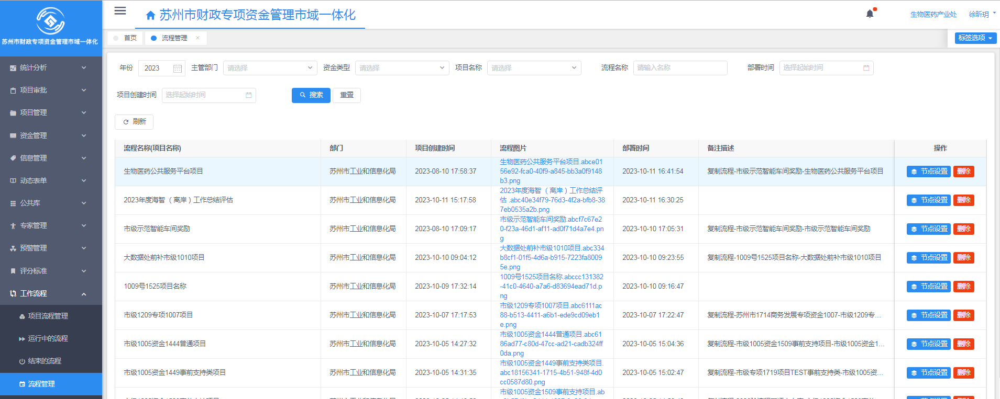 苏州市财政专项资金管理市域一体化
苏州市财政专项资金管理市域一体化
生物医药产业处
徐昕玥
首页
流程管理
标签选项
统计分析
项目审批
项目管理
资金管理
信息管理
动态表单
公共库
专家管理
预警管理
评分标准
工作流程
项目流程管理
运行中的流程
结束的流程
流程管理
年份 2023 主管部门 请选择 资金类型 请选择 项目名称 请选择 流程名称 请输入名称 部署时间 选择起始时间
项目创建时间 选择起始时间 搜索 重置
刷新
流程名称(项目名称) 部门 项目创建时间 流程图片 部署时间 备注描述 操作
生物医药公共服务平台项目 苏州市工业和信息化局 2023-08-10 17:58:37
生物医药公共服务平台项目.abce01
56e92-fca0-40f9-a845-bb3a0f9148
b3.png
2023-10-11 16:41:54 复制流程-市级示范智能车间奖励-生物医药公共服务平台项目 节点设置 删除
2023年度海智 （离岸）工作总结评估 苏州市工业和信息化局 2023-10-11 15:17:58
2023年度海智 （离岸）工作总结评
估 .abc40e34f79-76d3-4f2a-bfb8-38
7eb0535a2b.png
2023-10-11 16:30:25 节点设置 删除
市级示范智能车间奖励 苏州市工业和信息化局 2023-08-10 17:09:17
市级示范智能车间奖励.abcf7c67e2
0-f23a-46d1-af11-ad0f71d4a7e4.pn
g
2023-10-10 17:05:31 复制流程-市级示范智能车间奖励-市级示范智能车间奖励 节点设置 删除
大数据处前补市级1010项目 苏州市工业和信息化局 2023-10-10 09:04:12
大数据处前补市级1010项目.abc334
b8cf1-01f5-4d6a-b915-7223fa8009
5e.png
2023-10-10 09:23:55 复制流程-1009号1525项目名称-大数据处前补市级1010项目 节点设置 删除
1009号1525项目名称 苏州市工业和信息化局 2023-10-09 17:32:14
1009号1525项目名称.abccc131382
-41c0-4640-a7a6-d83694ead71d.p
ng
2023-10-10 09:16:47 节点设置 删除
市级1209专项1007项目 苏州市工业和信息化局 2023-10-07 17:17:53
市级1209专项1007项目.abc6111ac
88-b513-4411-a6b1-ede9cd09eb1
e.png
2023-10-07 17:22:47 复制流程-苏州市1714商务发展专项资金1007-市级1209专... 节点设置 删除
市级1005资金1444普通项目 苏州市工业和信息化局 2023-10-05 14:27:32
市级1005资金1444普通项目.abc61
86ad77-c80d-47cc-ad21-cadb324ff
0da.png
2023-10-05 15:04:36 复制流程-市级1005资金1509事前支持项目-市级1005资金1... 节点设置 删除
市级1005资金1449事前支持类项目 苏州市工业和信息化局 2023-10-05 14:31:35
市级1005资金1449事前支持类项目.
abc18156341-1715-4b51-948f-4d0
cc0587d80.png
2023-10-05 15:02:47 复制流程-市级专项1719项目TEST事前支持类-市级1005资... 节点设置 删除
市级1005资金1509事前支持项目.ab